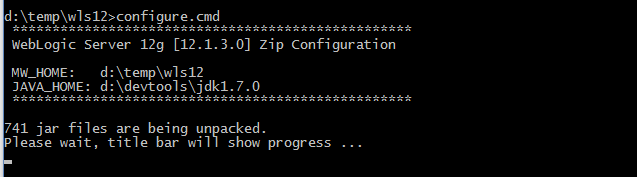 d:\temp\wls12>configure.cmd
**************************************************
WebLogic Server 12g [12.1.3.0] Zip Configuration
MW_HOME:   d:\temp\wls12
JAVA_HOME: d:\devtools\jdk1.7.0
**************************************************
741 jar files are being unpacked.
Please wait, title bar will show progress ...